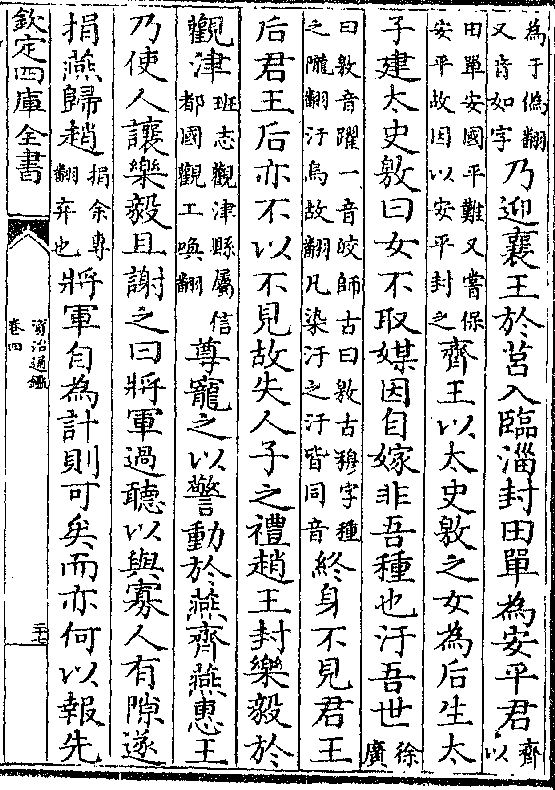 為于偽翻
又音如字
乃迎襄王於莒入臨淄封田單為安平君
齊
以
田單安國平難又嘗保
安平故因以安平封之
齊王以太史敫之女為后生太
子建太史敫曰女不取媒因自嫁非吾種也汙吾世
徐
廣
曰敫音躍一音皎師古曰敫古穆字種
之隴翻汙烏故翻凡染汙之汙皆同音
終身不見君王
后君王后亦不以不見故失人子之禮趙王封樂毅於
觀津
班志觀津縣屬信
都國觀工喚翻
尊寵之以警動於燕齊燕惠王
乃使人讓樂毅且謝之曰將軍過聽以與寡人有隙遂
捐燕歸趙
捐余專
翻弃也
將軍自為計則可矣而亦何以報先
欽定四庫全書
資治通鑑
卷四